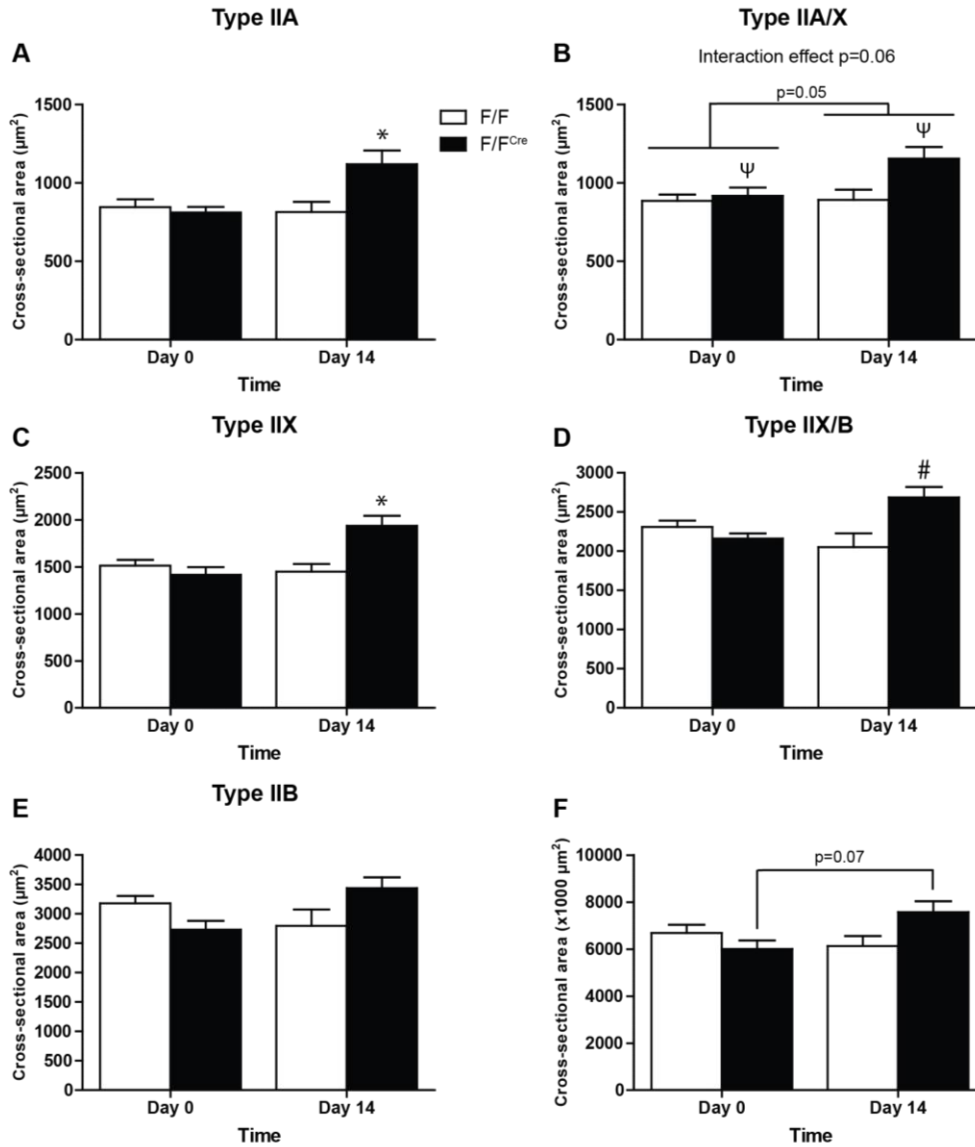 Type IIA
A
Cross-sectional area (µm²)
1500
1000
500
0
Day 0
Day 14
Time
F/F
F/F^Cre
*
Type IIA/X
B
Interaction effect p=0.06
p=0.05
Cross-sectional area (µm²)
1500
1000
500
0
Ψ
Ψ
Day 0
Day 14
Time
Type IIX
C
Cross-sectional area (µm²)
2500
2000
1500
1000
500
0
*
Day 0
Day 14
Time
Type IIX/B
D
Cross-sectional area (µm²)
3000
2500
2000
1500
1000
500
0
#
Day 0
Day 14
Time
Type IIB
E
Cross-sectional area (µm²)
4000
3500
3000
2500
2000
1500
1000
500
0
Day 0
Day 14
Time
F
Cross-sectional area (x1000 µm²)
10000
8000
6000
4000
2000
0
p=0.07
Day 0
Day 14
Time